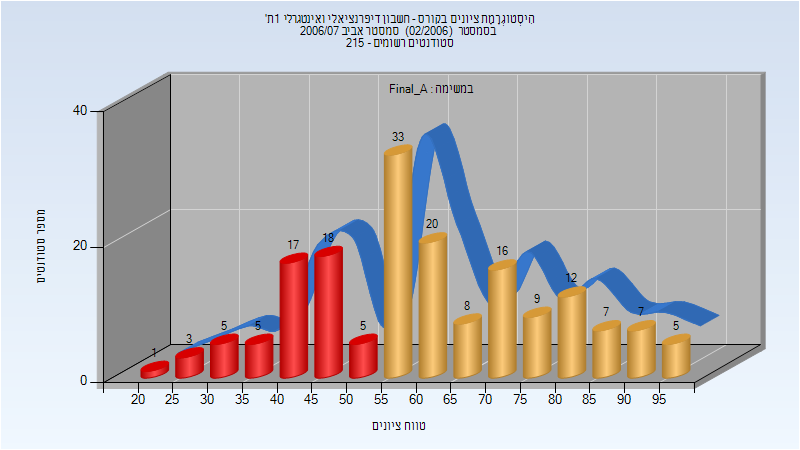 הִיסְטוֹגְרָמַת ציונים בקורס - חשבון דיפרנציאלי ואינטגרלי 1ת'
בסמסטר (02/2006) סמסטר אביב 2006/07
סטודנטים רשומים - 215
במשימה : Final_A
מספר סטודנטים
40
20
0
1
3
5
5
17
18
5
33
20
8
16
9
12
7
7
5
20 25 30 35 40 45 50 55 60 65 70 75 80 85 90 95
טווח ציונים